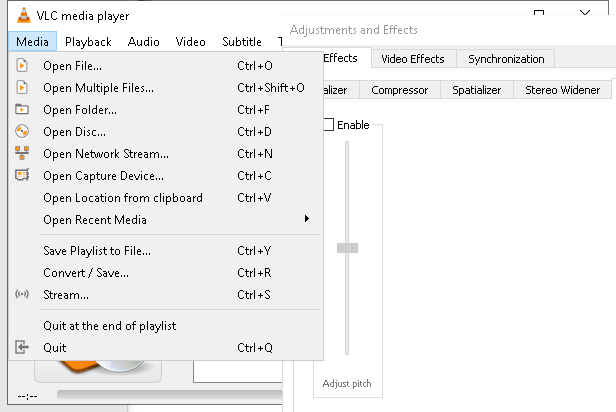 VLC media player
Adjustments and Effects
Media Playback Audio Video Subtitle T
Effects Video Effects Synchronization
alizer Compressor Spatializer Stereo Widener
Open File... Ctrl+O
Open Multiple Files... Ctrl+Shift+O
Open Folder... Ctrl+F
Open Disc... Ctrl+D
Open Network Stream... Ctrl+N
Open Capture Device... Ctrl+C
Open Location from clipboard Ctrl+V
Open Recent Media
Save Playlist to File... Ctrl+Y
Convert / Save... Ctrl+R
Stream... Ctrl+S
Quit at the end of playlist
Quit Ctrl+Q
Enable
Adjust pitch
--:--